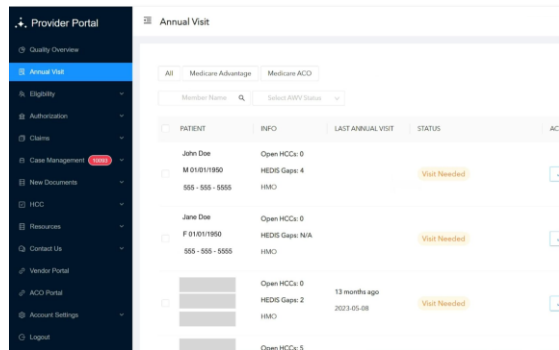 Provider Portal
Annual Visit
Quality Overview
Annual Visit
Eligibility
Authorization
Claims
Case Management
New Documents
HCC
Resources
Contact Us
Vendor Portal
ACO Portal
Account Settings
Logout
All Medicare Advantage Medicare ACO
Member Name Select AWV Status
PATIENT INFO LAST ANNUAL VISIT STATUS AC
John Doe Open HCCs: 0
M 01/01/1950 HEDIS Gaps: 4 Visit Needed
555 - 555 - 5555 HMO
Jane Doe Open HCCs: 0
F 01/01/1950 HEDIS Gaps: N/A Visit Needed
555 - 555 - 5555 HMO
Open HCCs: 0
HEDIS Gaps: 2 13 months ago Visit Needed
HMO 2023-05-08
Open HCCs: 5